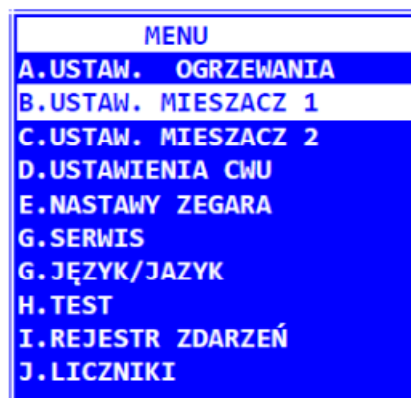 MENU
A.USTAW. OGRZEWANIA
B.USTAW. MIESZACZ 1
C.USTAW. MIESZACZ 2
D.USTAWIENIA CWU
E.NASTAWY ZEGARA
G.SERWIS
G.JĘZYK/JAZYK
H.TEST
I.REJESTR ZDARZEŃ
J.LICZNIKI